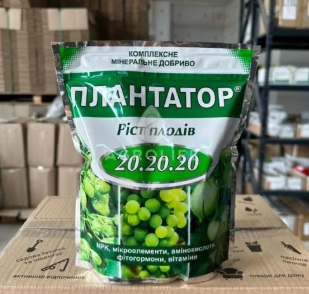 КОМПЛЕКСНЕ
МІНЕРАЛЬНЕ ДОБРИВО
ПЛАНТАТОР®
Ріст плодів
20.20.20
NPK, мікроелементи, амінокислоти,
фітогормони, вітаміни